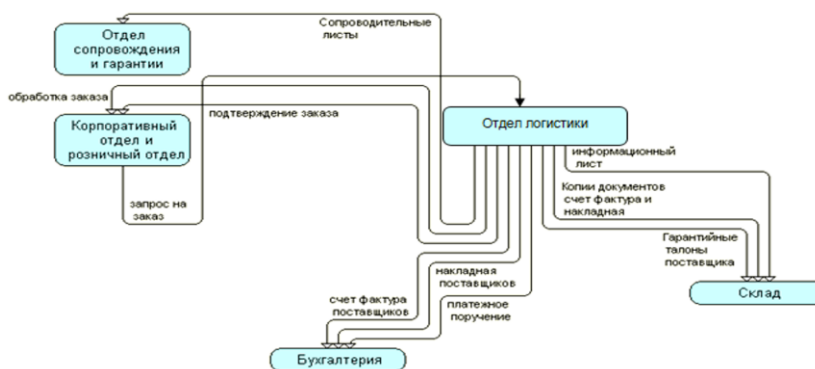 Сопроводительные
листы
Отдел
сопровождения
и гарантии
обработка заказа
подтверждение заказа
Отдел логистики
Корпоративный
отдел и
розничный отдел
информационный
лист
запрос на
заказ
Копии документов
счет фактура и
накладная
Гарантийные
талоны
поставщика
накладная
поставщиков
счет фактура
поставщиков
платежное
поручение
Склад
Бухгалтерия